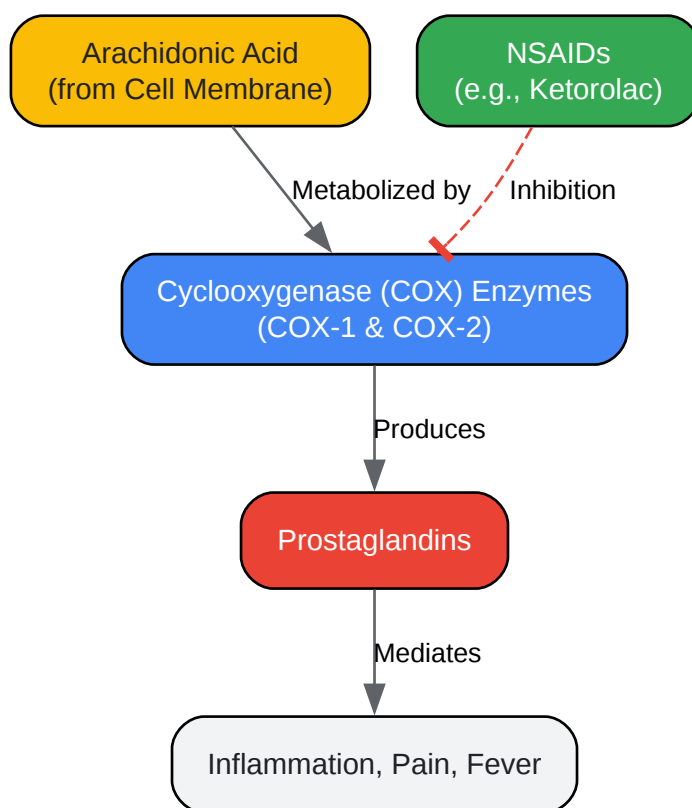 Arachidonic Acid
(from Cell Membrane)
NSAIDs
(e.g., Ketorolac)
Metabolized by
Inhibition
Cyclooxygenase (COX) Enzymes
(COX-1 & COX-2)
Produces
Prostaglandins
Mediates
Inflammation, Pain, Fever